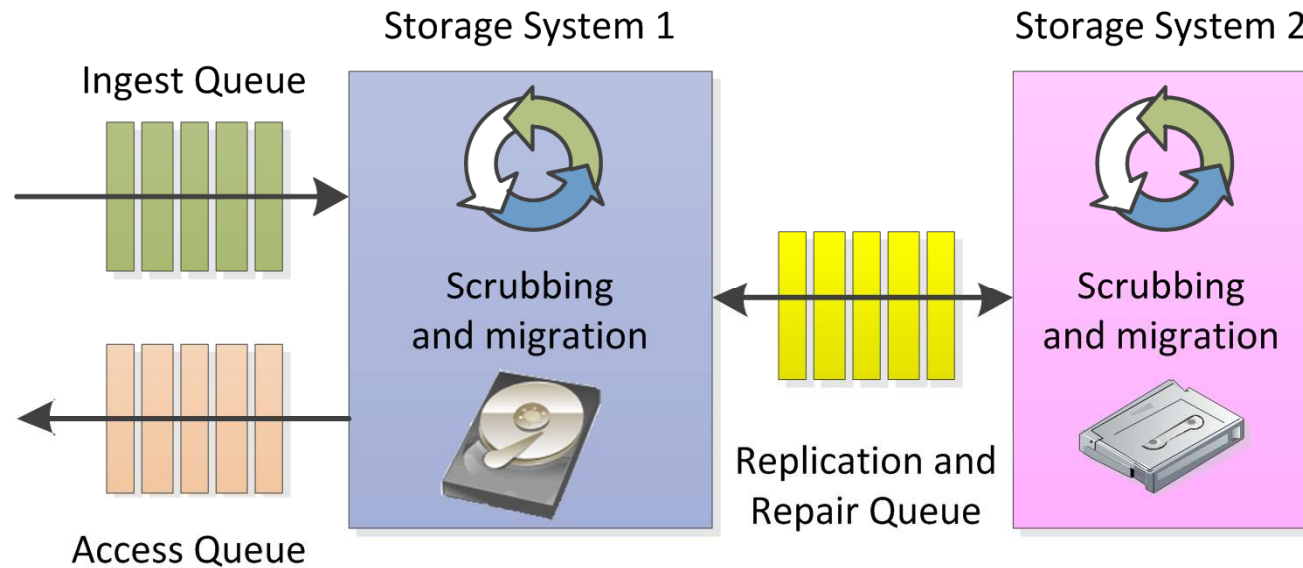 Storage System 1
Storage System 2
Ingest Queue
Scrubbing
and migration
Scrubbing
and migration
Replication and
Repair Queue
Access Queue